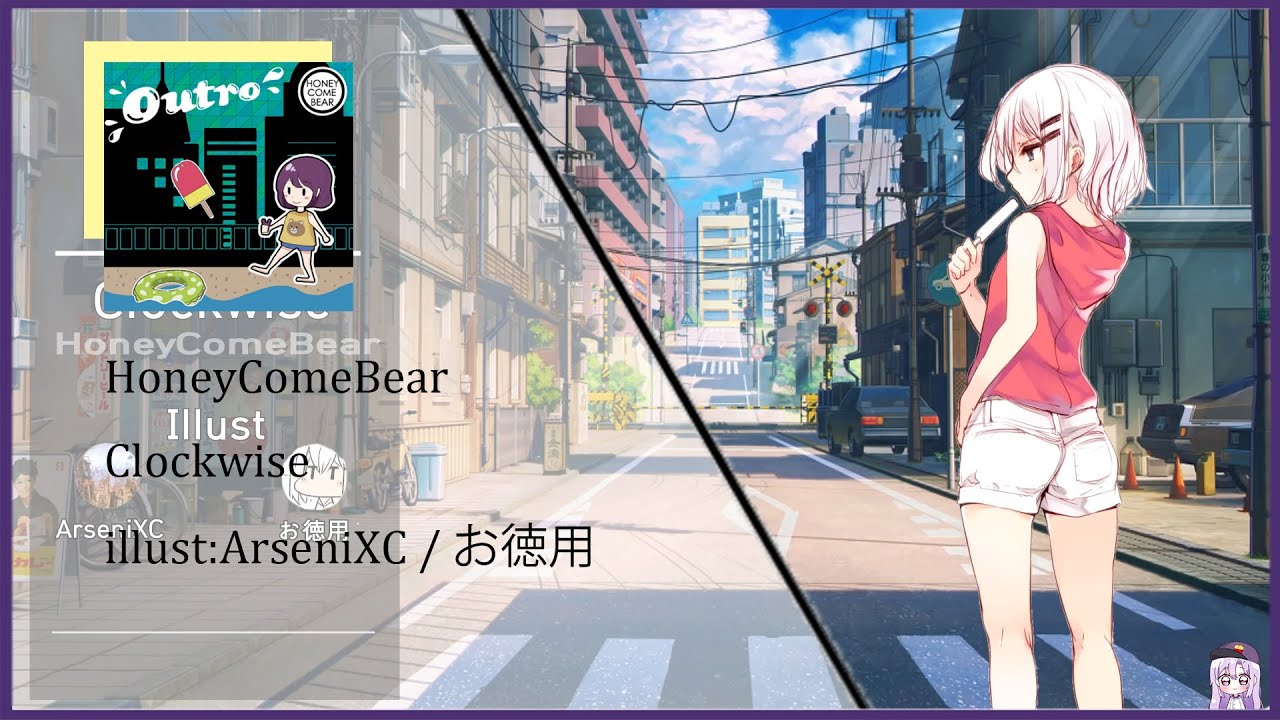 Outro
HONEY
COME
BEAR
Clockwise
HoneyComeBear
HoneyComeBear
Illust
Clockwise
ArseniXC
お徳用
illust:ArseniXC / お徳用